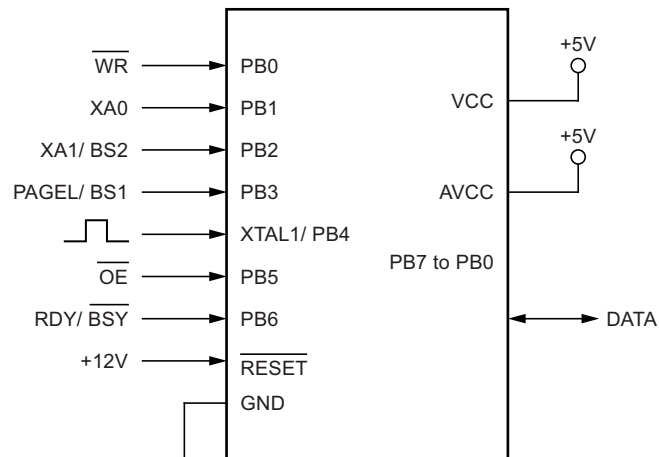 +5V
WR PB0
XA0 PB1 VCC
+5V
XA1/ BS2 PB2
PAGEL/ BS1 PB3 AVCC
XTAL1/ PB4
PB7 to PB0
OE PB5
RDY/ BSY PB6 DATA
+12V RESET
GND